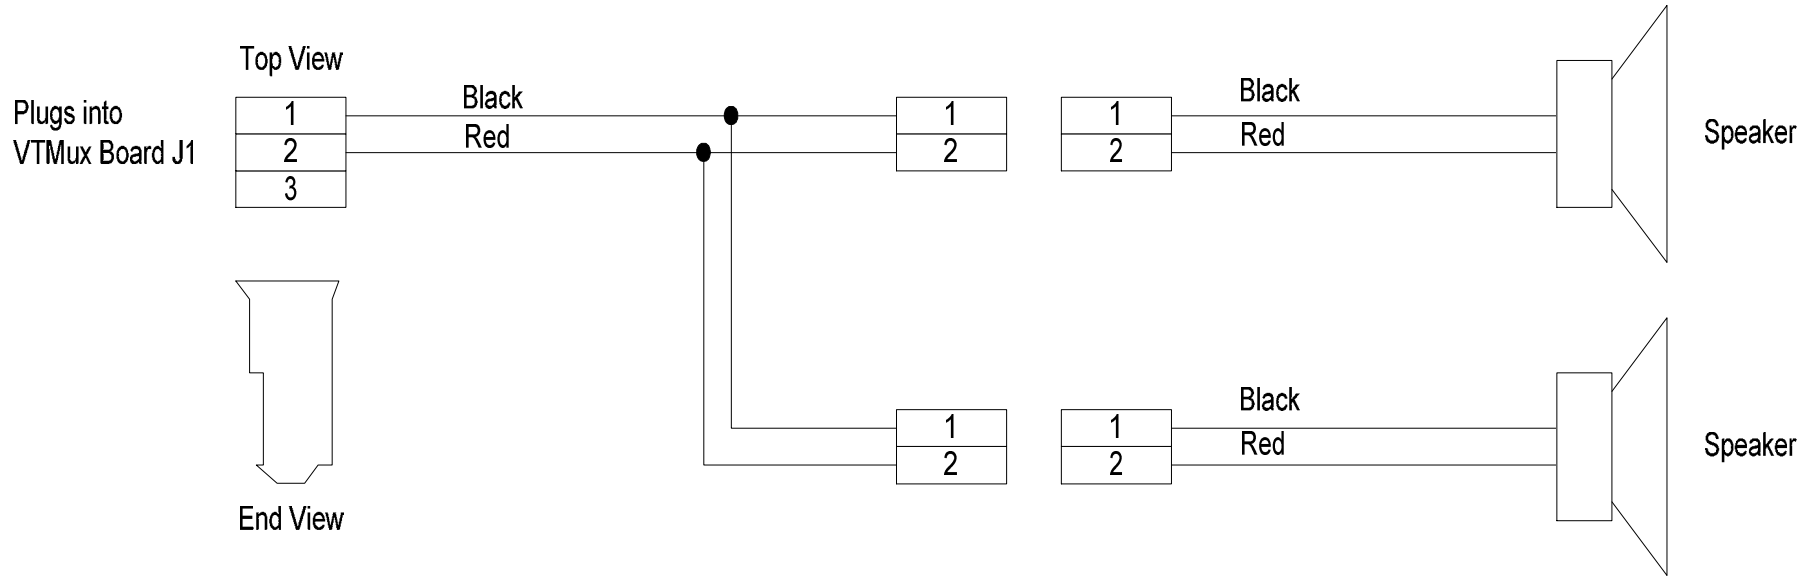 Top View
Plugs into
VTMux Board J1
1
2
3
Black
Red
1
2
1
2
Black
Red
Speaker
End View
1
2
1
2
Black
Red
Speaker